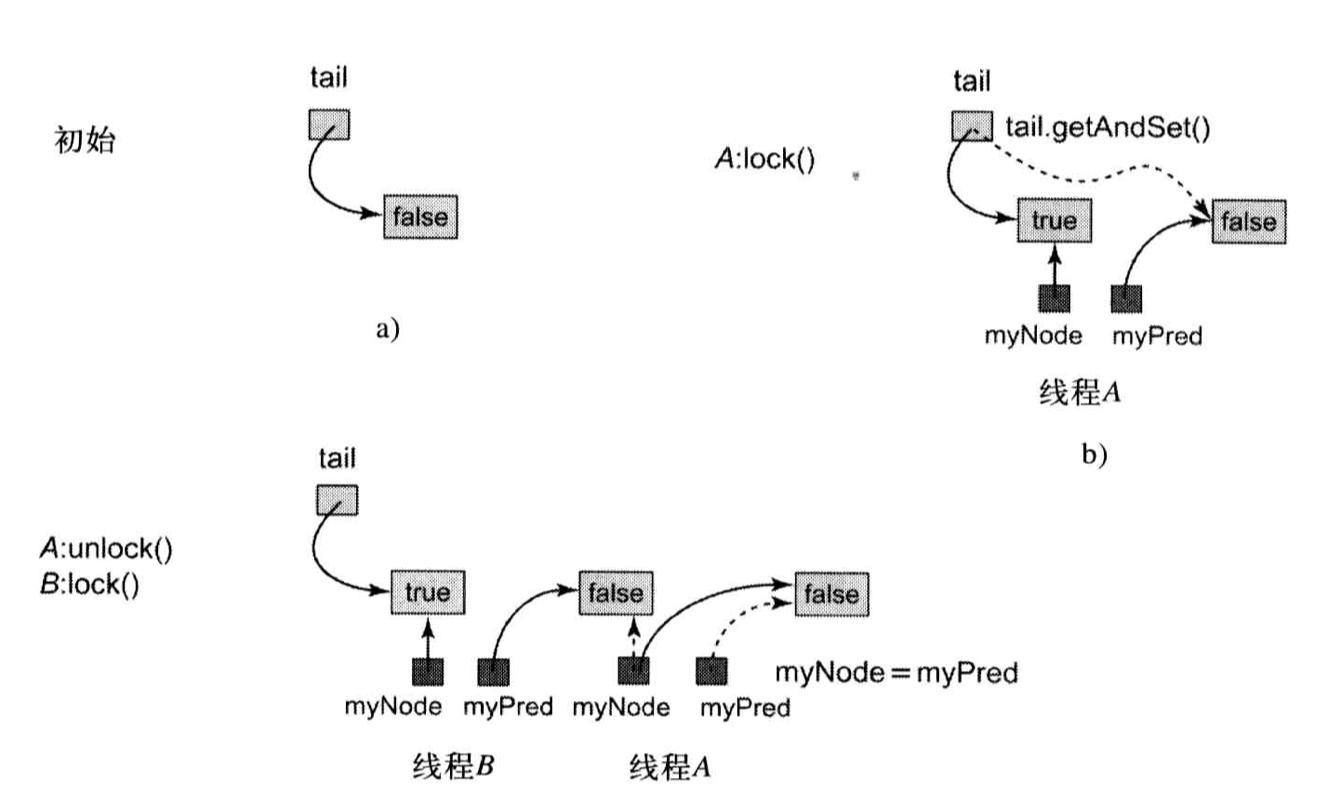 tail
初始
false
a)
tail
tail.getAndSet()
A:lock()
true
false
myNode
myPred
线程A
b)
tail
A:unlock()
B:lock()
true
false
false
myNode=myPred
myNode
myPred
myNode
myPred
线程B
线程A